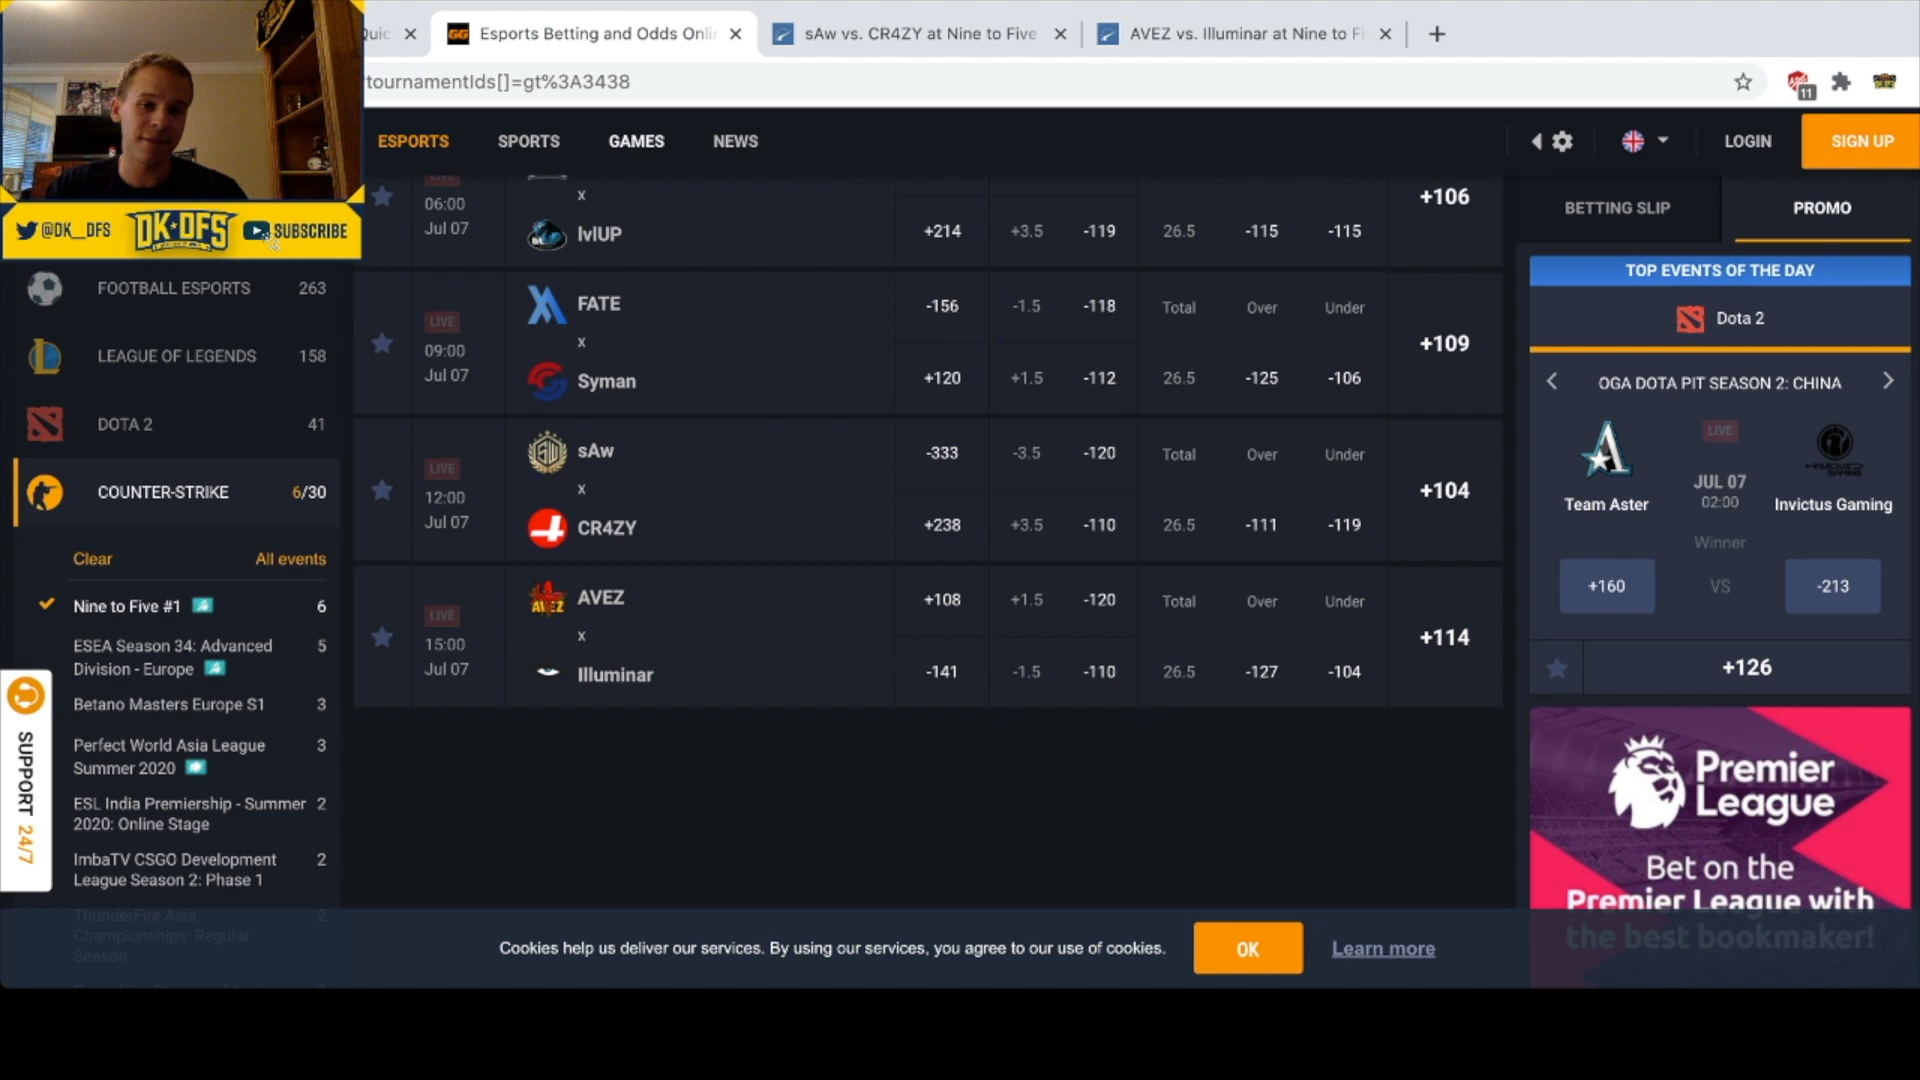 Esports Betting and Odds Onli
sAw vs. CR4ZY at Nine to Five
AVEZ vs. Illuminar at Nine to Fi
tournamentIds[]=gt%3A3438
11
ESPORTS SPORTS GAMES NEWS
LOGIN SIGN UP
@DK__DFS DK DFS SUBSCRIBE
FOOTBALL ESPORTS 263
LEAGUE OF LEGENDS 158
DOTA 2 41
COUNTER-STRIKE 6/30
Clear All events
Nine to Five #1 6
ESEA Season 34: Advanced 5
Division - Europe
Betano Masters Europe S1 3
Perfect World Asia League 3
Summer 2020
ESL India Premiership - Summer 2
2020: Online Stage
ImbaTV CSGO Development 2
League Season 2: Phase 1
ThunderFire Asia 2
Championships: Regular
Season
SUPPORT 24/7
LIVE
06:00
Jul 07
x
lvlUP
+214 +3.5 -119 26.5 -115 -115
+106
LIVE
09:00
Jul 07
FATE
x
Syman
-156 -1.5 -118 Total Over Under
+120 +1.5 -112 26.5 -125 -106
+109
LIVE
12:00
Jul 07
sAw
x
CR4ZY
-333 -3.5 -120 Total Over Under
+238 +3.5 -110 26.5 -111 -119
+104
LIVE
15:00
Jul 07
AVEZ
x
Illuminar
+108 +1.5 -120 Total Over Under
-141 -1.5 -110 26.5 -127 -104
+114
BETTING SLIP PROMO
TOP EVENTS OF THE DAY
Dota 2
OGA DOTA PIT SEASON 2: CHINA
LIVE
JUL 07
02:00
Team Aster Invictus Gaming
Winner
+160 VS -213
+126
Premier
League
Bet on the
Premier League with
the best bookmaker!
Cookies help us deliver our services. By using our services, you agree to our use of cookies.
OK
Learn more